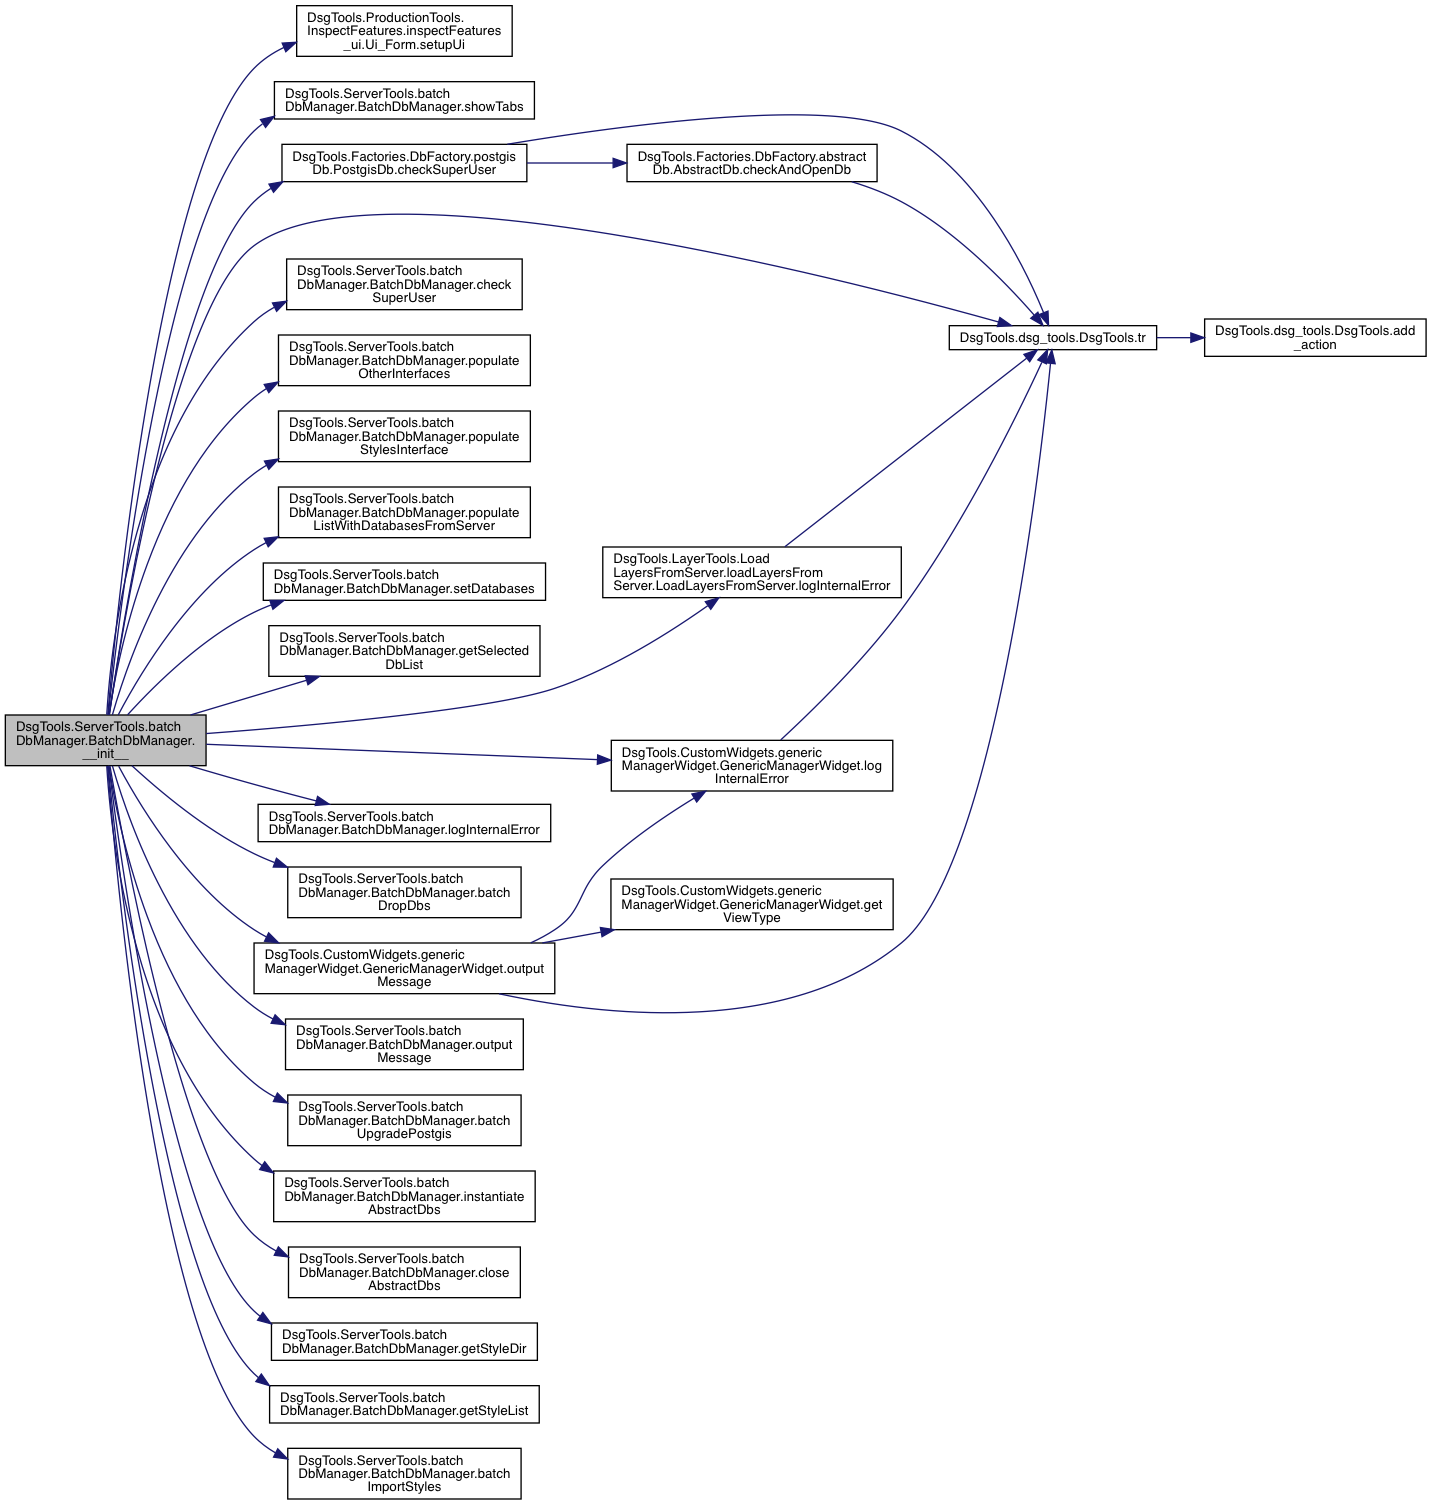 DsgTools.ProductionTools.
InspectFeatures.inspectFeatures
_ui.Ui_Form.setupUi
DsgTools.ServerTools.batch
DbManager.BatchDbManager.showTabs
DsgTools.Factories.DbFactory.postgis
Db.PostgisDb.checkSuperUser
DsgTools.Factories.DbFactory.abstract
Db.AbstractDb.checkAndOpenDb
DsgTools.ServerTools.batch
DbManager.BatchDbManager.check
SuperUser
DsgTools.dsg_tools.DsgTools.tr
DsgTools.dsg_tools.DsgTools.add
_action
DsgTools.ServerTools.batch
DbManager.BatchDbManager.populate
OtherInterfaces
DsgTools.ServerTools.batch
DbManager.BatchDbManager.populate
StylesInterface
DsgTools.ServerTools.batch
DbManager.BatchDbManager.populate
ListWithDatabasesFromServer
DsgTools.ServerTools.batch
DbManager.BatchDbManager.setDatabases
DsgTools.LayerTools.Load
LayersFromServer.loadLayersFrom
Server.LoadLayersFromServer.logInternalError
DsgTools.ServerTools.batch
DbManager.BatchDbManager.getSelected
DbList
DsgTools.ServerTools.batch
DbManager.BatchDbManager.
__init__
DsgTools.CustomWidgets.generic
ManagerWidget.GenericManagerWidget.log
InternalError
DsgTools.ServerTools.batch
DbManager.BatchDbManager.logInternalError
DsgTools.ServerTools.batch
DbManager.BatchDbManager.batch
DropDbs
DsgTools.CustomWidgets.generic
ManagerWidget.GenericManagerWidget.get
ViewType
DsgTools.CustomWidgets.generic
ManagerWidget.GenericManagerWidget.output
Message
DsgTools.ServerTools.batch
DbManager.BatchDbManager.output
Message
DsgTools.ServerTools.batch
DbManager.BatchDbManager.batch
UpgradePostgis
DsgTools.ServerTools.batch
DbManager.BatchDbManager.instantiate
AbstractDbs
DsgTools.ServerTools.batch
DbManager.BatchDbManager.close
AbstractDbs
DsgTools.ServerTools.batch
DbManager.BatchDbManager.getStyleDir
DsgTools.ServerTools.batch
DbManager.BatchDbManager.getStyleList
DsgTools.ServerTools.batch
DbManager.BatchDbManager.batch
ImportStyles